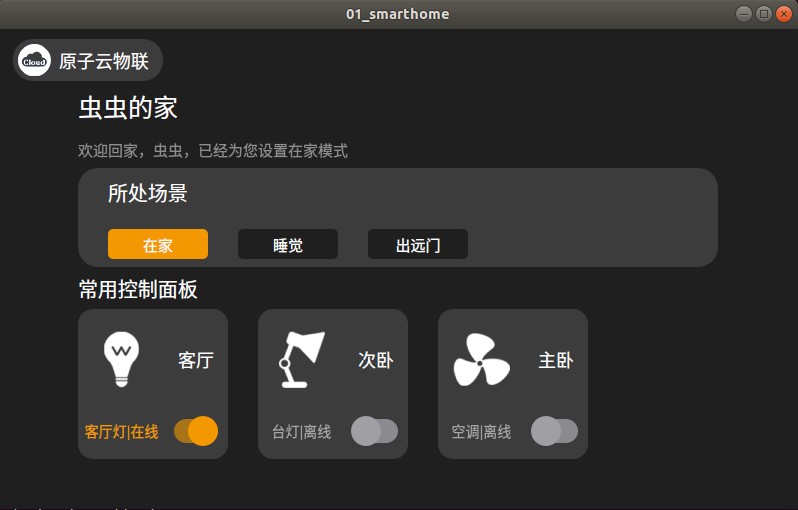 01_smarthome
Cloud 原子云物联
虫虫的家
欢迎回家，虫虫，已经为您设置在家模式
所处场景
在家 睡觉 出远门
常用控制面板
客厅 次卧 主卧
客厅灯|在线 台灯|离线 空调|离线